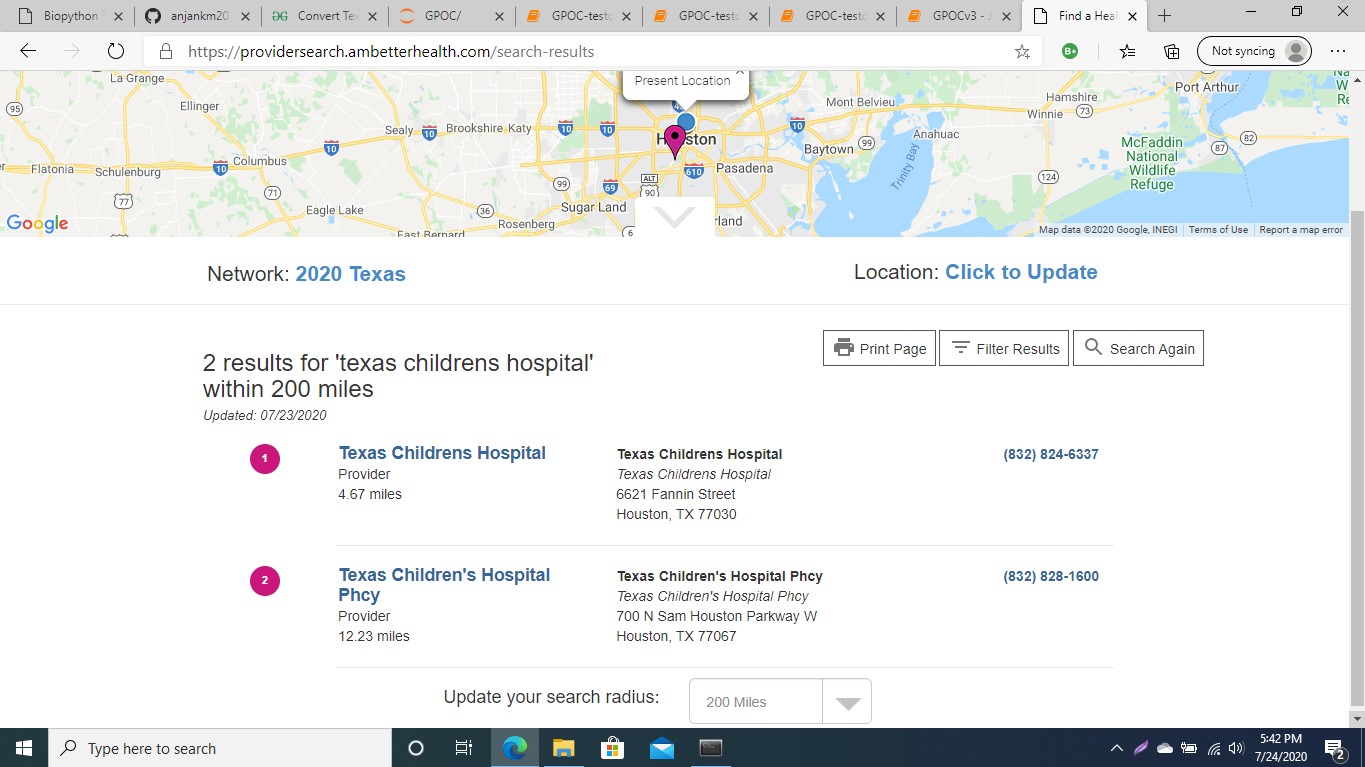 Biopython T
anjankm20
Convert Tex
GPOC/
GPOC-testc
GPOC-testc
GPOC-testc
GPOCv3 - J
Find a Heal
https://providersearch.ambetterhealth.com/search-results
Not syncing
Present Location
La Grange
Ellinger
Sealy
Brookshire
Katy
Houston
Mont Belvieu
Baytown
Anahuac
Hamshire
Winnie
Port Arthur
McFaddin
National
Wildlife
Refuge
Trinity Bay
Flatonia
Schulenburg
Columbus
Eagle Lake
East Bernard
Rosenberg
Sugar Land
Pasadena
rland
95
10
10
10
10
10
77
71
36
99
69
ALT
90
610
6
99
124
73
87
82
Google
Map data ©2020 Google, INEGI
Terms of Use
Report a map error
Network: 2020 Texas
Location: Click to Update
Print Page
Filter Results
Search Again
2 results for 'texas childrens hospital'
within 200 miles
Updated: 07/23/2020
1
Texas Childrens Hospital
Provider
4.67 miles
Texas Childrens Hospital
Texas Childrens Hospital
6621 Fannin Street
Houston, TX 77030
(832) 824-6337
2
Texas Children's Hospital
Phcy
Provider
12.23 miles
Texas Children's Hospital Phcy
Texas Children's Hospital Phcy
700 N Sam Houston Parkway W
Houston, TX 77067
(832) 828-1600
Update your search radius:
200 Miles
Type here to search
5:42 PM
7/24/2020
2